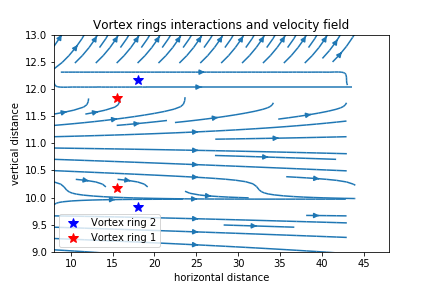 Vortex rings interactions and velocity field
13.0
12.5
12.0
11.5
11.0
10.5
10.0
9.5
9.0
vertical distance
Vortex ring 2
Vortex ring 1
10 15 20 25 30 35 40 45
horizontal distance